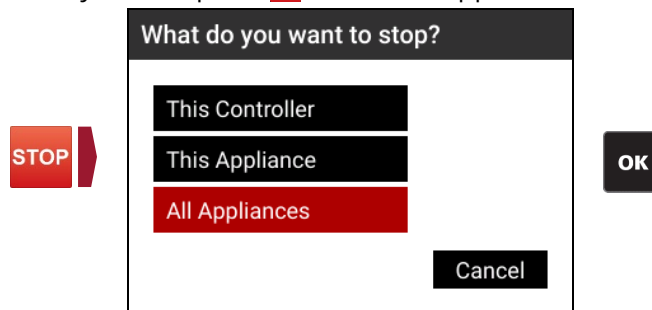 What do you want to stop?
This Controller
STOP
This Appliance
OK
All Appliances
Cancel